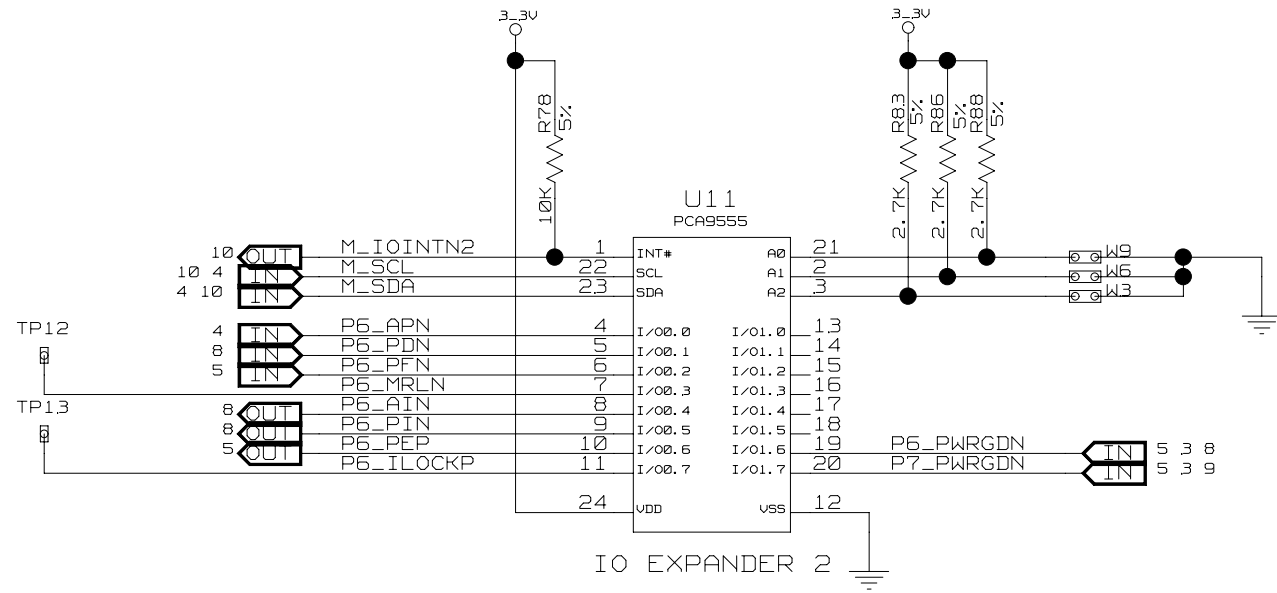 3_3V 3_3V
R78 5% R83 5% R86 5% R88 5%
10K 2.7K 2.7K 2.7K
U11
PCA9555
10 OUT M_IOINTN2 1 INT# A0 21 W9
10 4 IN M_SCL 22 SCL A1 2 W6
4 10 IN M_SDA 23 SDA A2 3 W3
TP12
4 IN P6_APN 4 I/O0.0 I/O1.0 13
8 IN P6_PDN 5 I/O0.1 I/O1.1 14
5 IN P6_PFN 6 I/O0.2 I/O1.2 15
P6_MRLN 7 I/O0.3 I/O1.3 16
TP13
8 OUT P6_AIN 8 I/O0.4 I/O1.4 17
8 OUT P6_PIN 9 I/O0.5 I/O1.5 18
5 OUT P6_PEP 10 I/O0.6 I/O1.6 19 P6_PWRGDN IN 5 3 8
P6_ILOCKP 11 I/O0.7 I/O1.7 20 P7_PWRGDN IN 5 3 9
24 VDD VSS 12
IO EXPANDER 2